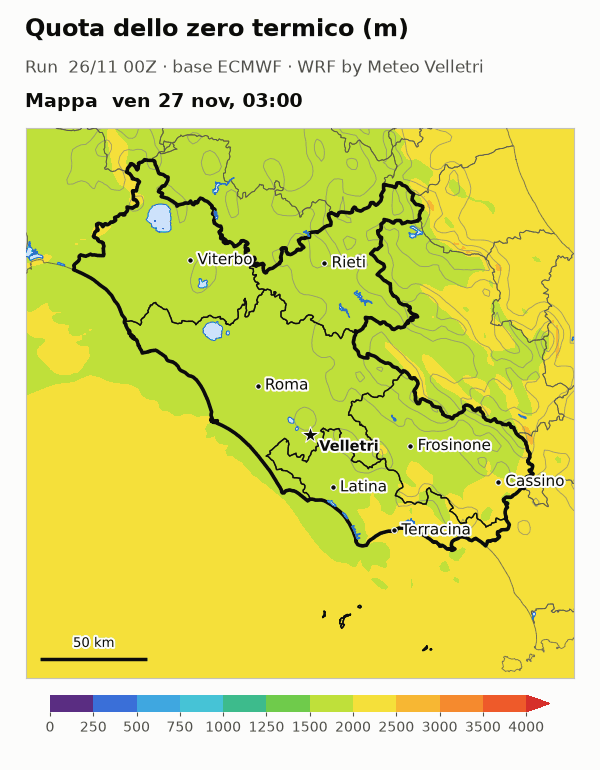 Quota dello zero termico (m)
Run  26/11 00Z · base ECMWF · WRF by Meteo Velletri
Mappa  ven 27 nov, 03:00
Viterbo
Rieti
Roma
Velletri
Frosinone
Latina
Cassino
Terracina
50 km
0 250 500 750 1000 1250 1500 2000 2500 3000 3500 4000